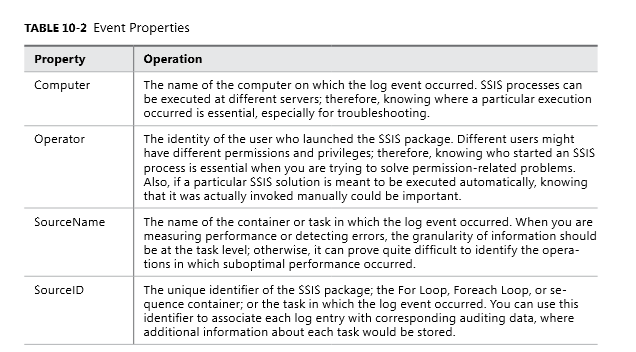 TABLE 10-2 Event Properties
Property Operation
Computer The name of the computer on which the log event occurred. SSIS processes can
be executed at different servers; therefore, knowing where a particular execution
occurred is essential, especially for troubleshooting.
Operator The identity of the user who launched the SSIS package. Different users might
have different permissions and privileges; therefore, knowing who started an SSIS
process is essential when you are trying to solve permission-related problems.
Also, if a particular SSIS solution is meant to be executed automatically, knowing
that it was actually invoked manually could be important.
SourceName The name of the container or task in which the log event occurred. When you are
measuring performance or detecting errors, the granularity of information should
be at the task level; otherwise, it can prove quite difficult to identify the opera-
tions in which suboptimal performance occurred.
SourceID The unique identifier of the SSIS package; the For Loop, Foreach Loop, or se-
quence container; or the task in which the log event occurred. You can use this
identifier to associate each log entry with corresponding auditing data, where
additional information about each task would be stored.